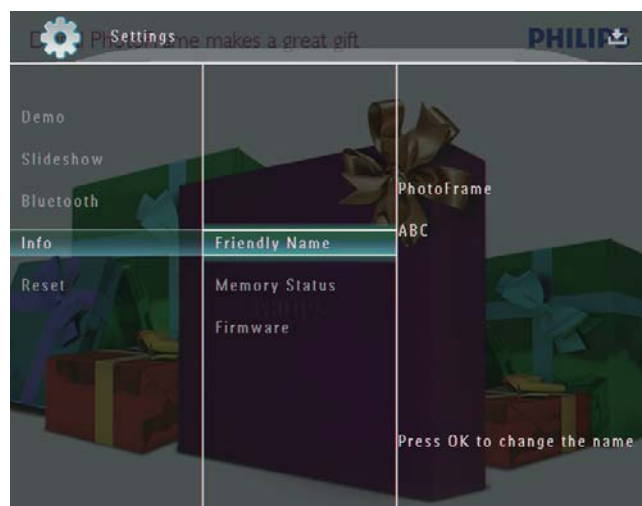 Settings
PhotoFrame makes a great gift
PHILIPS
Demo
Slideshow
Bluetooth
Info
Reset
Friendly Name
Memory Status
Firmware
PhotoFrame
ABC
Press OK to change the name